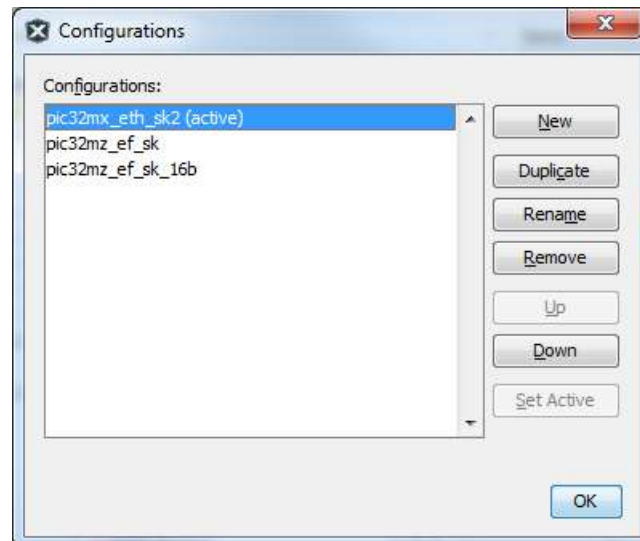 Configurations
Configurations:
pic32mx_eth_sk2 (active)
pic32mz_ef_sk
pic32mz_ef_sk_16b
New
Duplicate
Rename
Remove
Up
Down
Set Active
OK